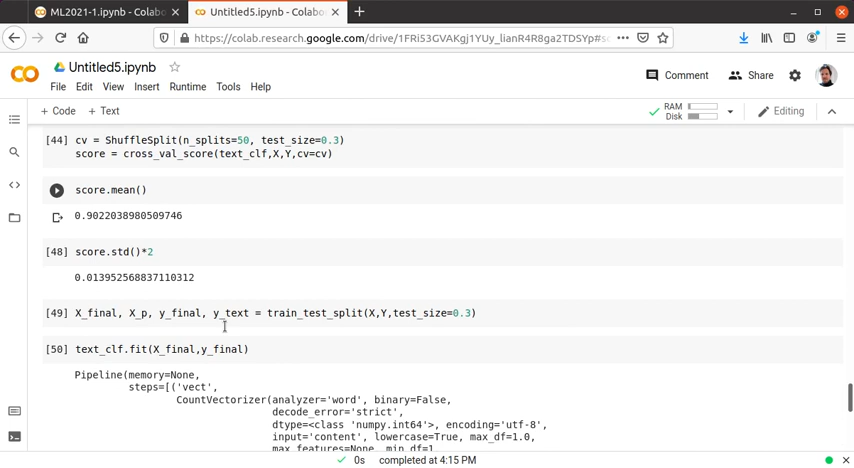 ML2021-1.ipynb - Colabo
Untitled5.ipynb - Colabo
https://colab.research.google.com/drive/1FRi53GVAKgj1YUy_lianR4R8ga2TDSYp#sc
Untitled5.ipynb
File Edit View Insert Runtime Tools Help
Comment
Share
+ Code + Text
RAM
Disk
Editing
[44] cv = ShuffleSplit(n_splits=50, test_size=0.3)
score = cross_val_score(text_clf,X,Y,cv=cv)
score.mean()
0.9022038980509746
[48] score.std()*2
0.013952568837110312
[49] X_final, X_p, y_final, y_text = train_test_split(X,Y,test_size=0.3)
[50] text_clf.fit(X_final,y_final)
Pipeline(memory=None,
steps=[('vect',
CountVectorizer(analyzer='word', binary=False,
decode_error='strict',
dtype=<class 'numpy.int64'>, encoding='utf-8',
input='content', lowercase=True, max_df=1.0,
max_features=None, min_df=1
0s completed at 4:15 PM